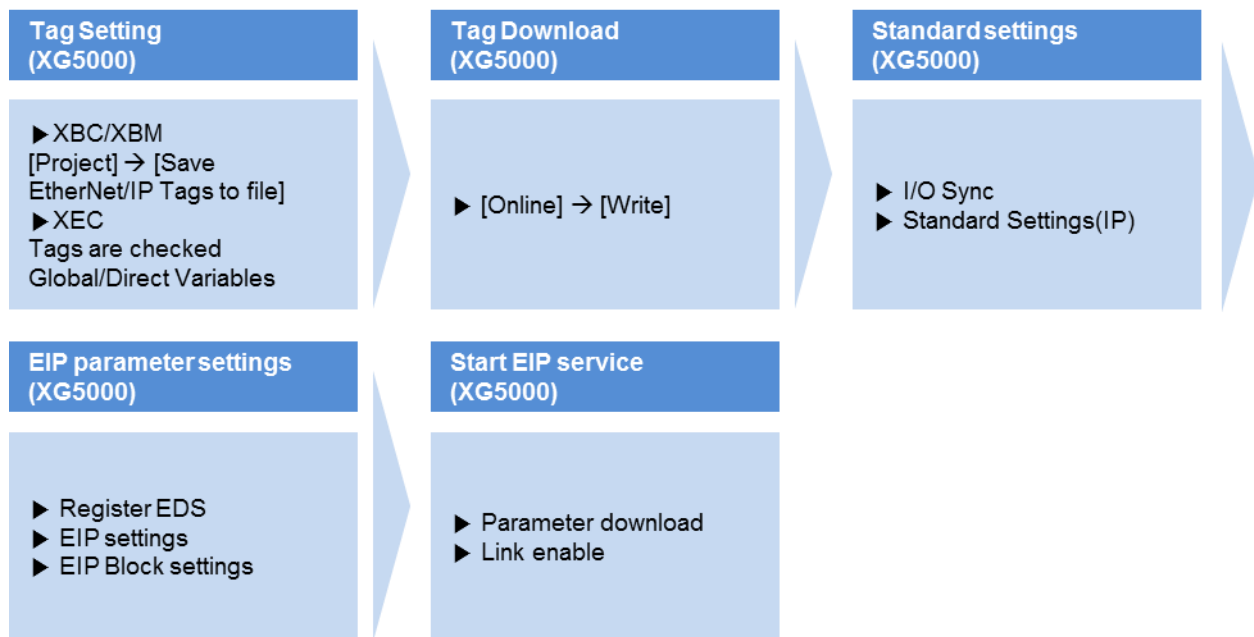 Tag Setting
(XG5000)
▶XBC/XBM
[Project] → [Save
EtherNet/IP Tags to file]
▶XEC
Tags are checked
Global/Direct Variables
Tag Download
(XG5000)
▶ [Online] → [Write]
Standard settings
(XG5000)
▶ I/O Sync
▶ Standard Settings(IP)
EIP parameter settings
(XG5000)
▶ Register EDS
▶ EIP settings
▶ EIP Block settings
Start EIP service
(XG5000)
▶ Parameter download
▶ Link enable